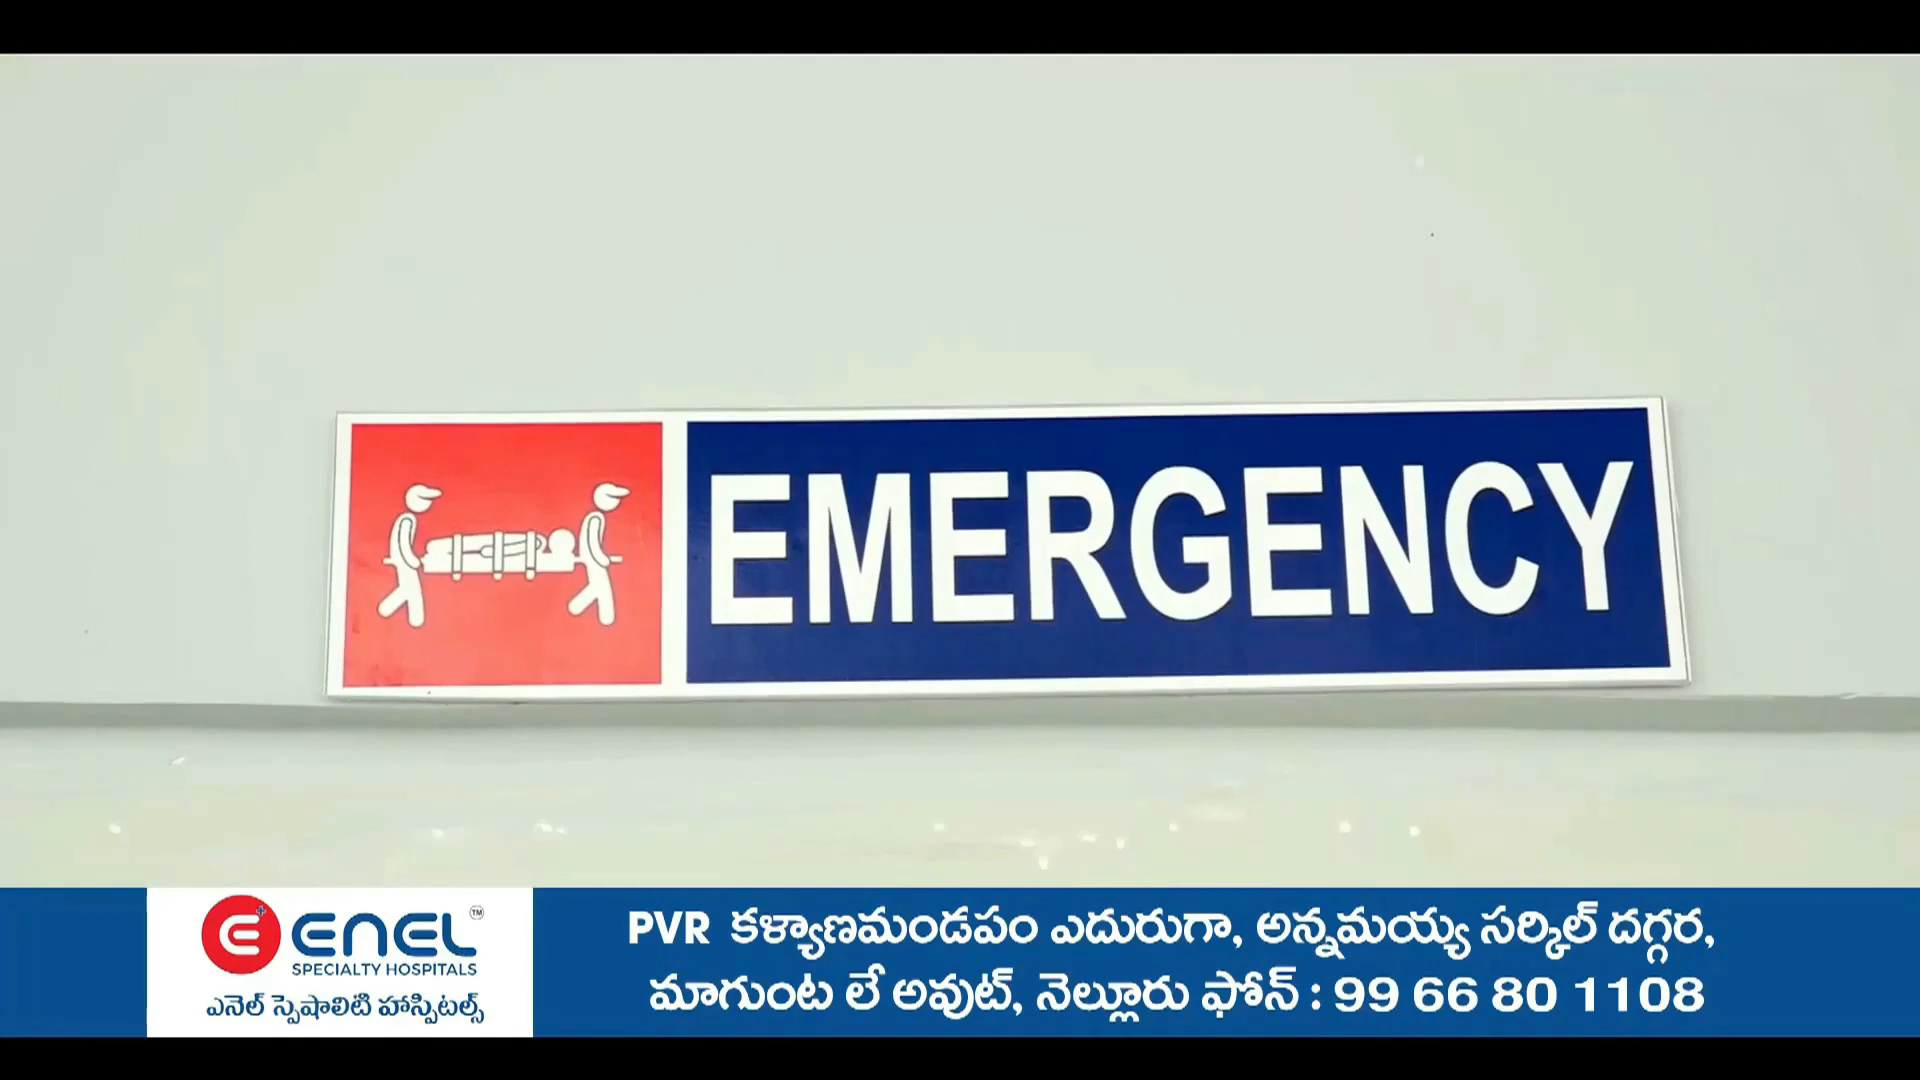 EMERGENCY
ENEL™
SPECIALTY HOSPITALS
ఎనెల్ స్పెషాలిటి హాస్పిటల్స్
PVR కళ్యాణమండపం ఎదురుగా, అన్నమయ్య సర్కిల్ దగ్గర,
మాగుంట లే అవుట్, నెల్లూరు ఫోన్ : 99 66 80 1108